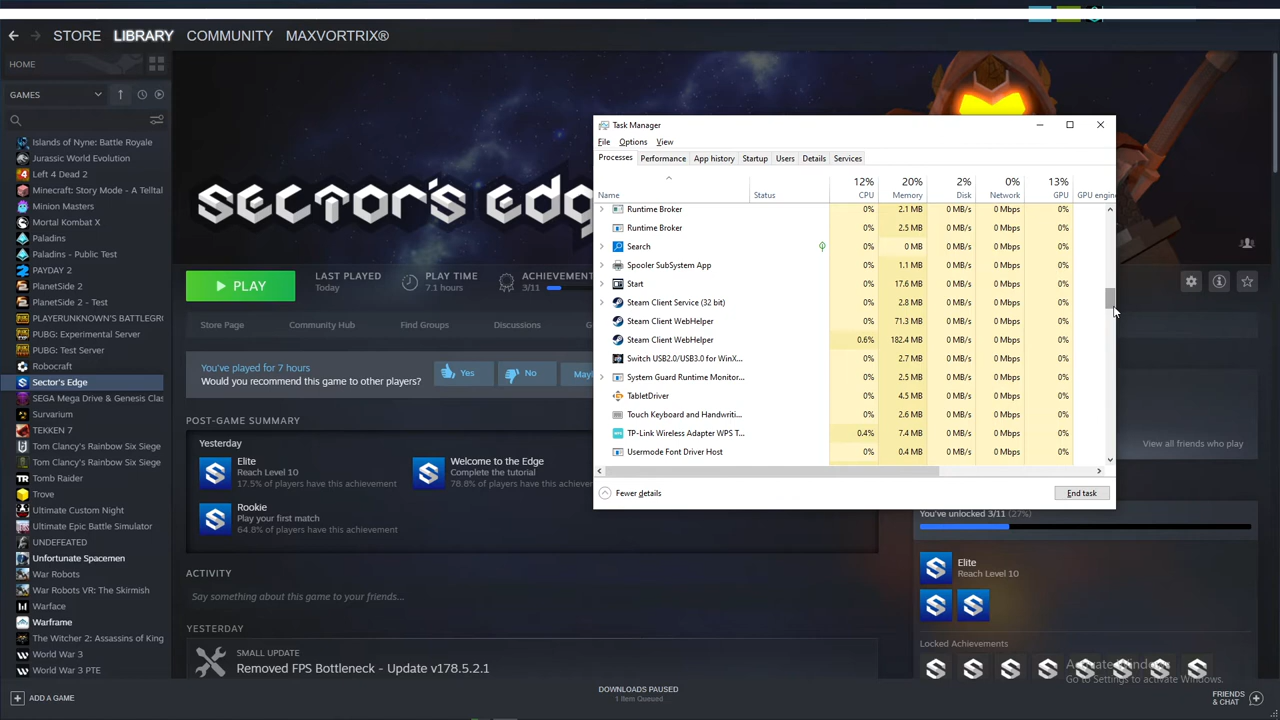 STORE LIBRARY COMMUNITY MAXVORTRIX®
HOME
GAMES
Islands of Nyne: Battle Royale
Jurassic World Evolution
Left 4 Dead 2
Minecraft: Story Mode - A Telltal
Minion Masters
Mortal Kombat X
Paladins
Paladins - Public Test
PAYDAY 2
PlanetSide 2
PlanetSide 2 - Test
PLAYERUNKNOWN'S BATTLEGR
PUBG: Experimental Server
PUBG: Test Server
Robocraft
Sector's Edge
SEGA Mega Drive & Genesis Clas
Survarium
TEKKEN 7
Tom Clancy's Rainbow Six Siege
Tom Clancy's Rainbow Six Siege
Tomb Raider
Trove
Ultimate Custom Night
Ultimate Epic Battle Simulator
UNDEFEATED
Unfortunate Spacemen
War Robots
War Robots VR: The Skirmish
Warface
Warframe
The Witcher 2: Assassins of King
World War 3
World War 3 PTE
ADD A GAME
SECTOR'S EDG
PLAY
LAST PLAYED
Today
PLAY TIME
7.1 hours
ACHIEVEMENT
3/11
Store Page Community Hub Find Groups Discussions
You've played for 7 hours
Would you recommend this game to other players?
Yes No May
POST-GAME SUMMARY
Yesterday
Elite
Reach Level 10
17.5% of players have this achievement
Welcome to the Edge
Complete the tutorial
78.8% of players have this achievement
Rookie
Play your first match
64.8% of players have this achievement
ACTIVITY
Say something about this game to your friends...
YESTERDAY
SMALL UPDATE
Removed FPS Bottleneck - Update v178.5.2.1
DOWNLOADS PAUSED
1 Item Queued
Task Manager
File Options View
Processes Performance App history Startup Users Details Services
12% 20% 2% 0% 13%
Name Status CPU Memory Disk Network GPU GPU engine
Runtime Broker 0% 2.1 MB 0 MB/s 0 Mbps 0%
Runtime Broker 0% 2.5 MB 0 MB/s 0 Mbps 0%
Search 0% 0 MB 0 MB/s 0 Mbps 0%
Spooler SubSystem App 0% 1.1 MB 0 MB/s 0 Mbps 0%
Start 0% 17.6 MB 0 MB/s 0 Mbps 0%
Steam Client Service (32 bit) 0% 2.8 MB 0 MB/s 0 Mbps 0%
Steam Client WebHelper 0% 71.3 MB 0 MB/s 0 Mbps 0%
Steam Client WebHelper 0.6% 182.4 MB 0 MB/s 0 Mbps 0%
Switch USB2.0/USB3.0 for WinX... 0% 2.7 MB 0 MB/s 0 Mbps 0%
System Guard Runtime Monitor... 0% 2.5 MB 0 MB/s 0 Mbps 0%
TabletDriver 0% 4.5 MB 0 MB/s 0 Mbps 0%
Touch Keyboard and Handwriti... 0% 2.6 MB 0 MB/s 0 Mbps 0%
TP-Link Wireless Adapter WPS T... 0.4% 7.4 MB 0 MB/s 0 Mbps 0%
Usermode Font Driver Host 0% 0.4 MB 0 MB/s 0 Mbps 0%
Fewer details
End task
View all friends who play
You've unlocked 3/11 (27%)
Elite
Reach Level 10
Locked Achievements
Activate Windows
Go to Settings to activate Windows.
FRIENDS
& CHAT